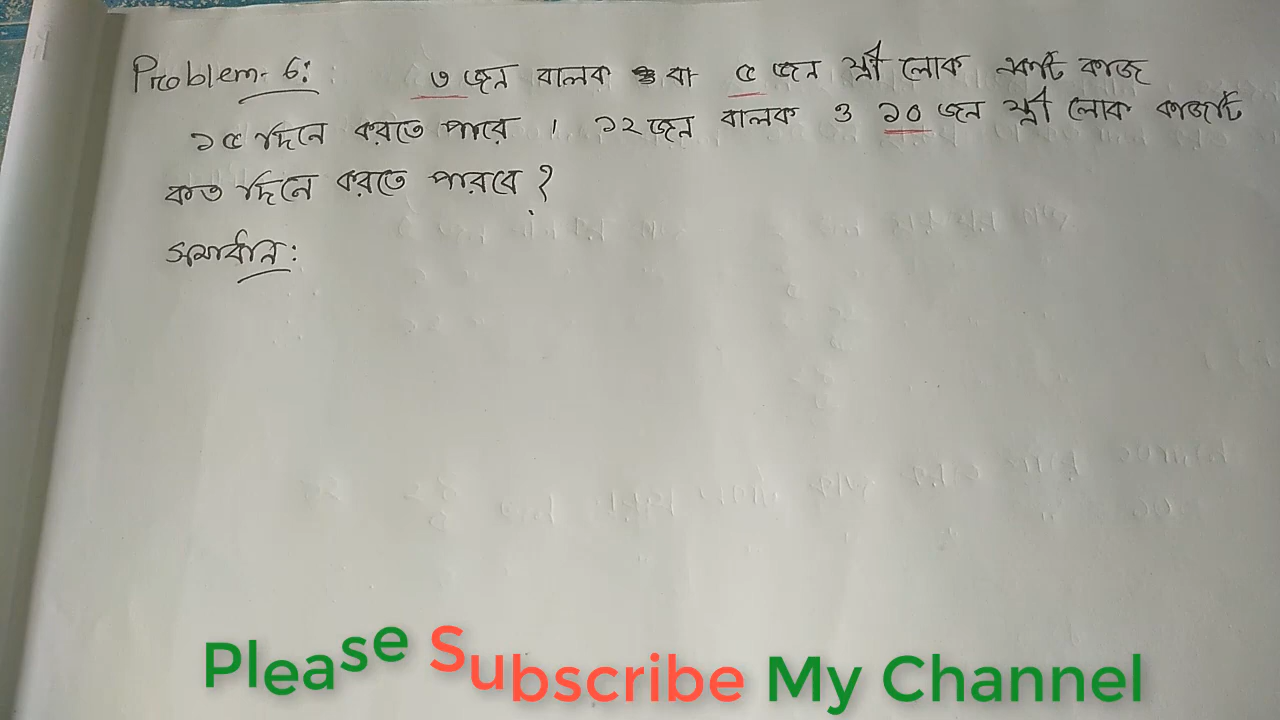 Problem-6: ৩ জন বালক বা ৫ জন স্ত্রী লোক একটি কাজ
১৫ দিনে করতে পারে । ১২ জন বালক ও ১০ জন স্ত্রী লোক কাজটি
কত দিনে করতে পারবে ?
সমাধান:
Please Subscribe My Channel